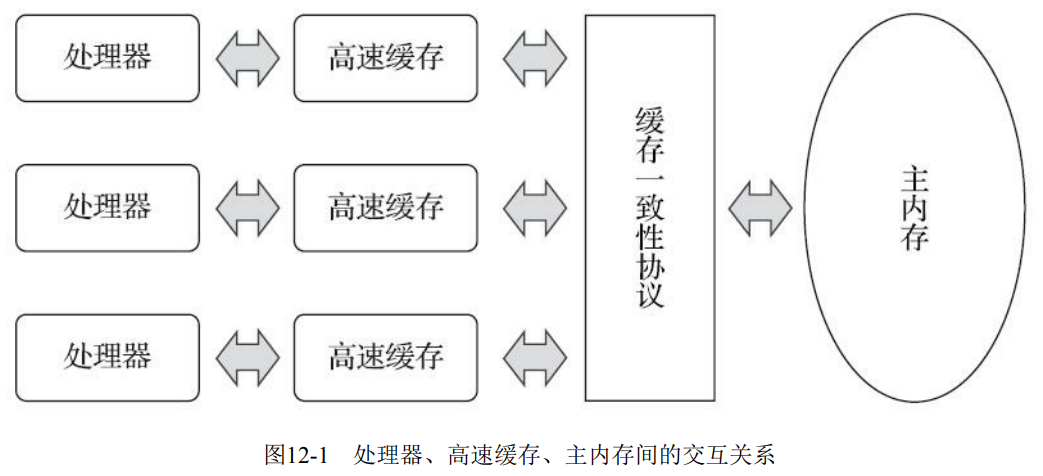 处理器
高速缓存
处理器
高速缓存
处理器
高速缓存
缓存一致性协议
主内存
图12-1 处理器、高速缓存、主内存间的交互关系